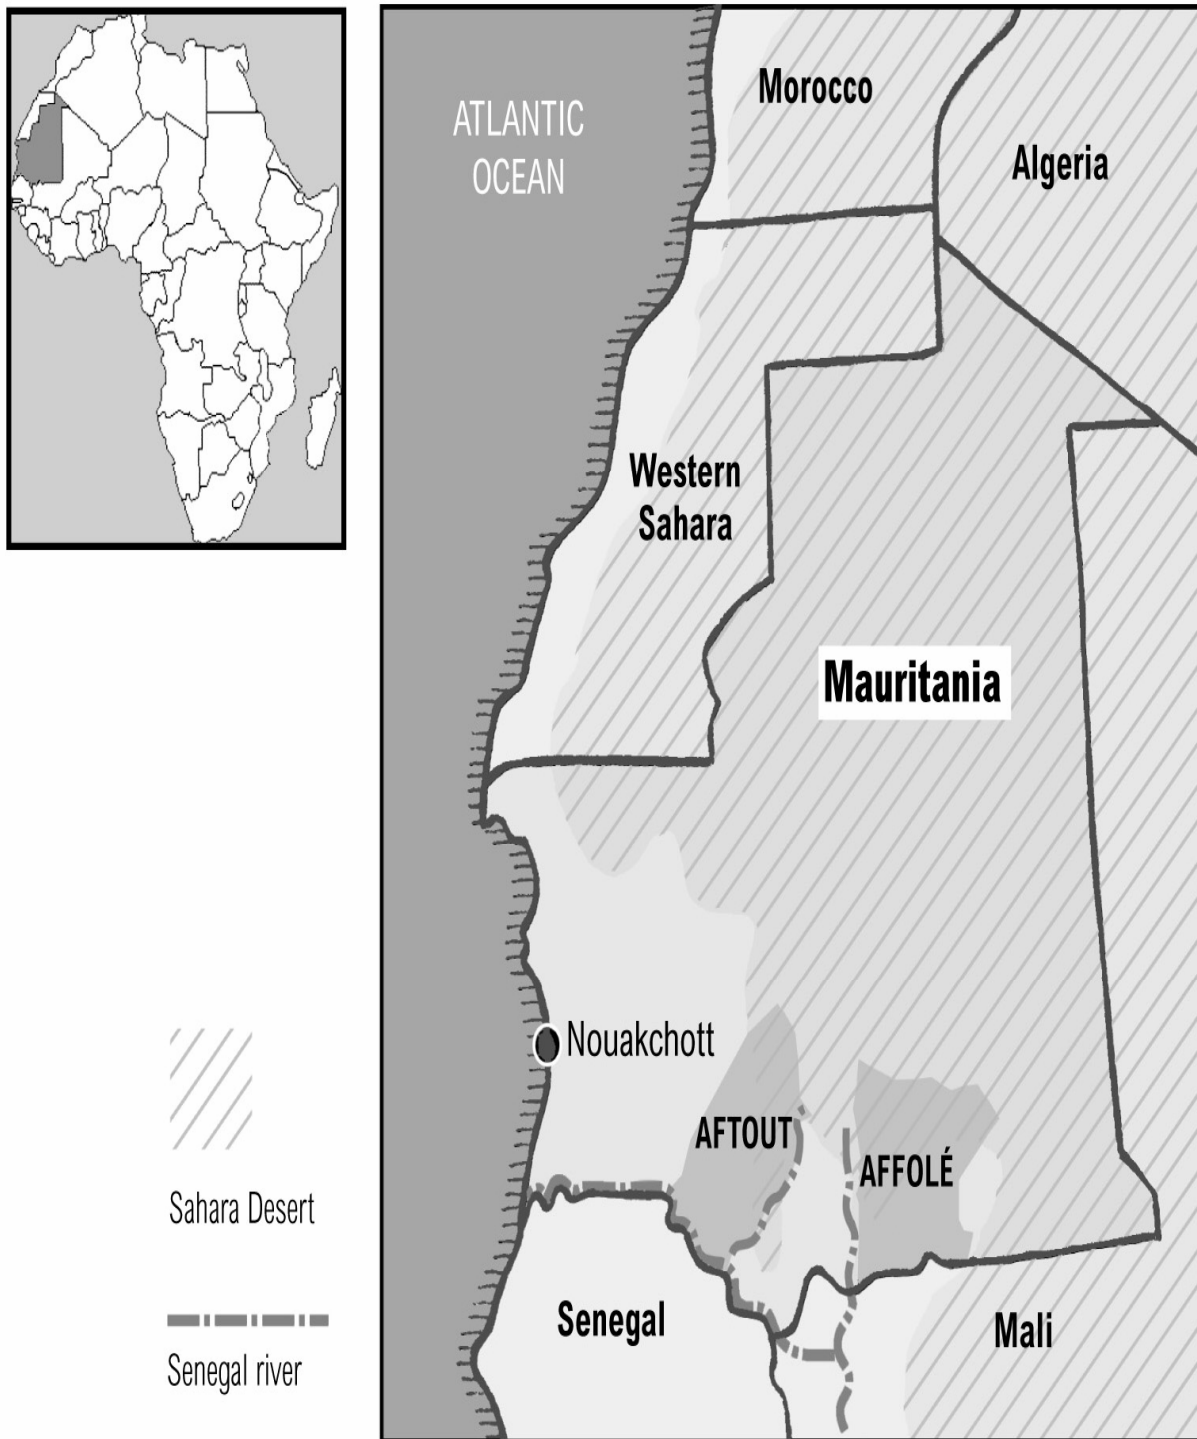 ATLANTIC
OCEAN
Morocco
Algeria
Western
Sahara
Mauritania
Nouakchott
AFTOUT
AFFOLÉ
Sahara Desert
Senegal
Mali
Senegal river